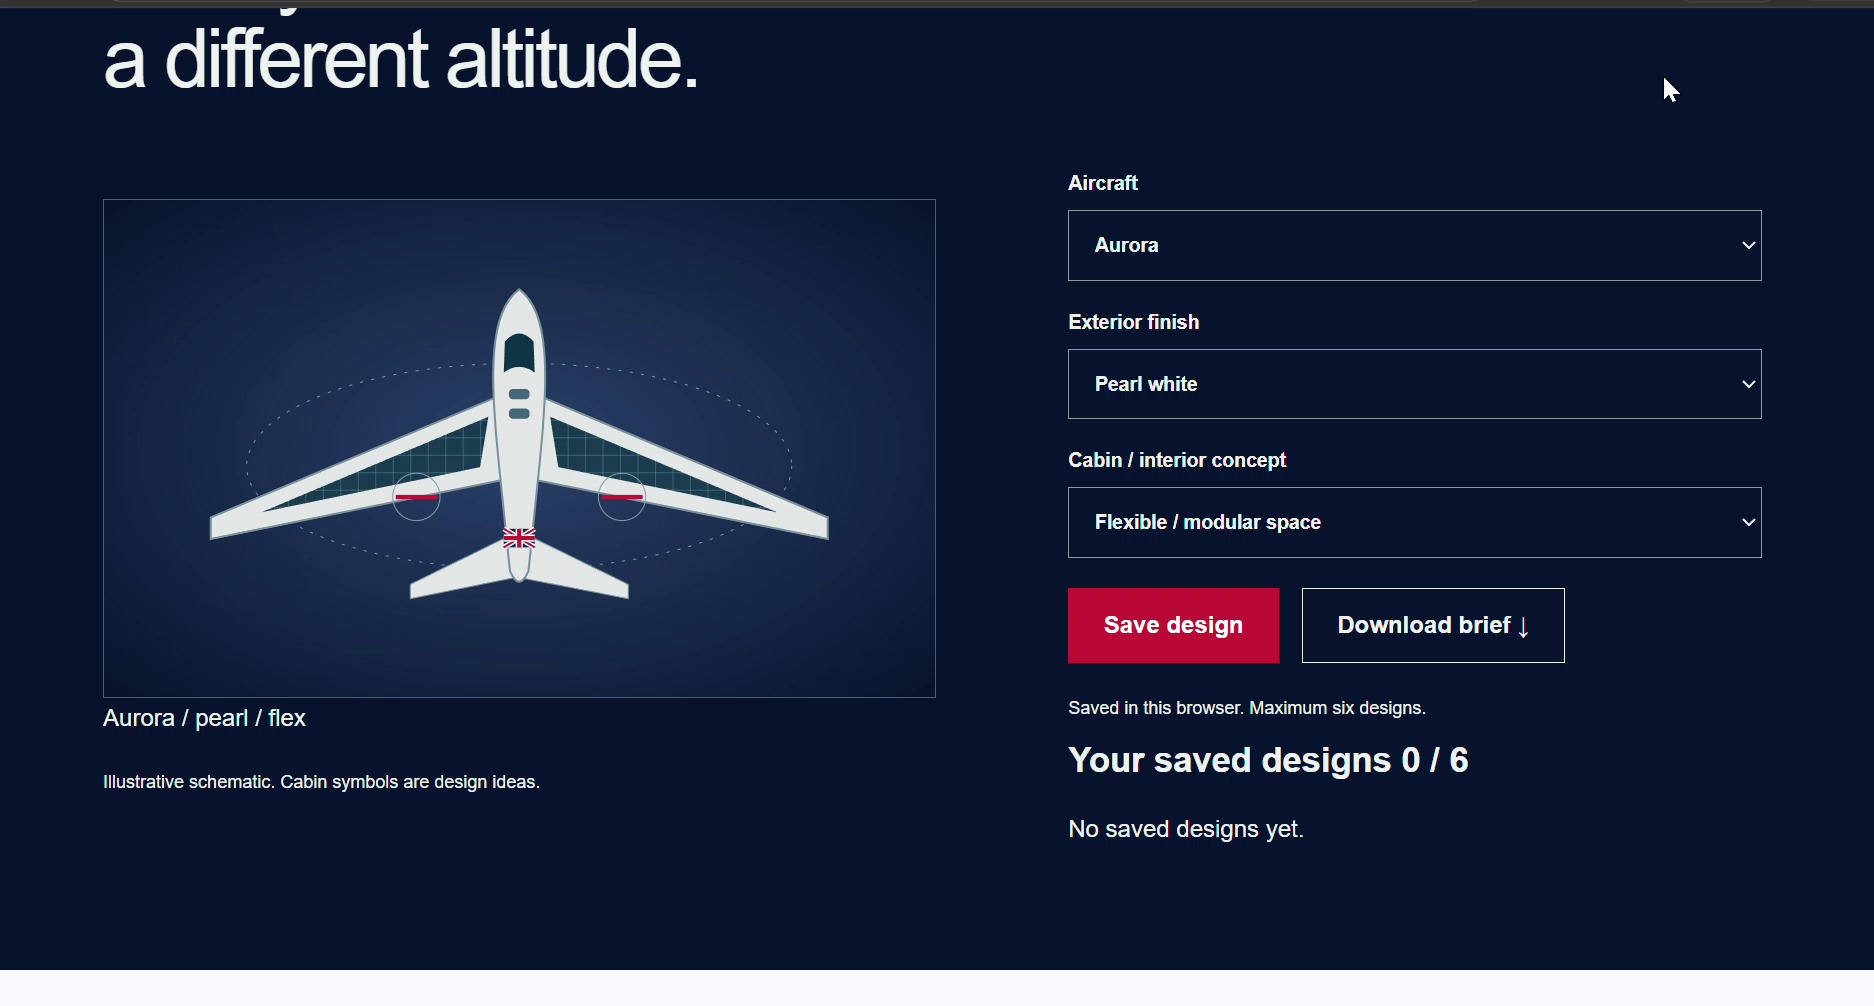 a different altitude.
Aircraft
Aurora
Exterior finish
Pearl white
Cabin / interior concept
Flexible / modular space
Save design
Download brief ↓
Saved in this browser. Maximum six designs.
Your saved designs 0 / 6
No saved designs yet.
Aurora / pearl / flex
Illustrative schematic. Cabin symbols are design ideas.